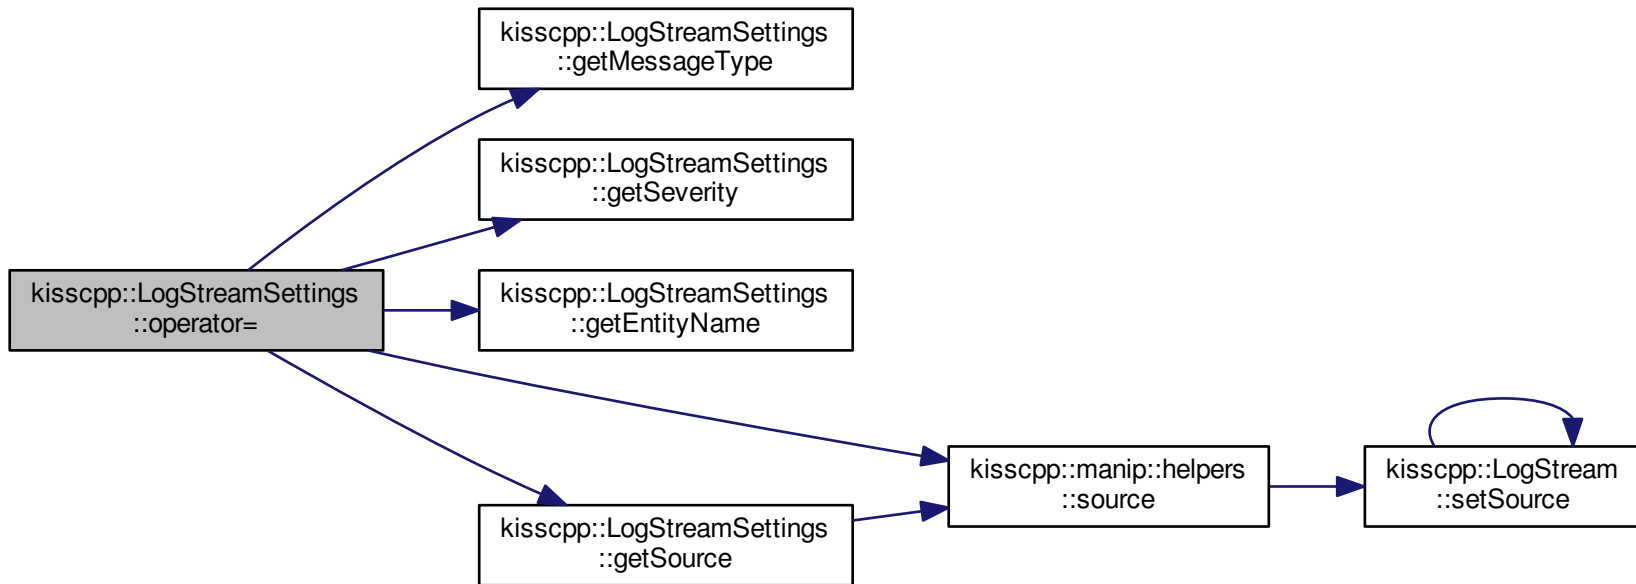 kisscpp::LogStreamSettings
::getMessageType
kisscpp::LogStreamSettings
::getSeverity
kisscpp::LogStreamSettings
::operator=
kisscpp::LogStreamSettings
::getEntityName
kisscpp::manip::helpers
::source
kisscpp::LogStream
::setSource
kisscpp::LogStreamSettings
::getSource